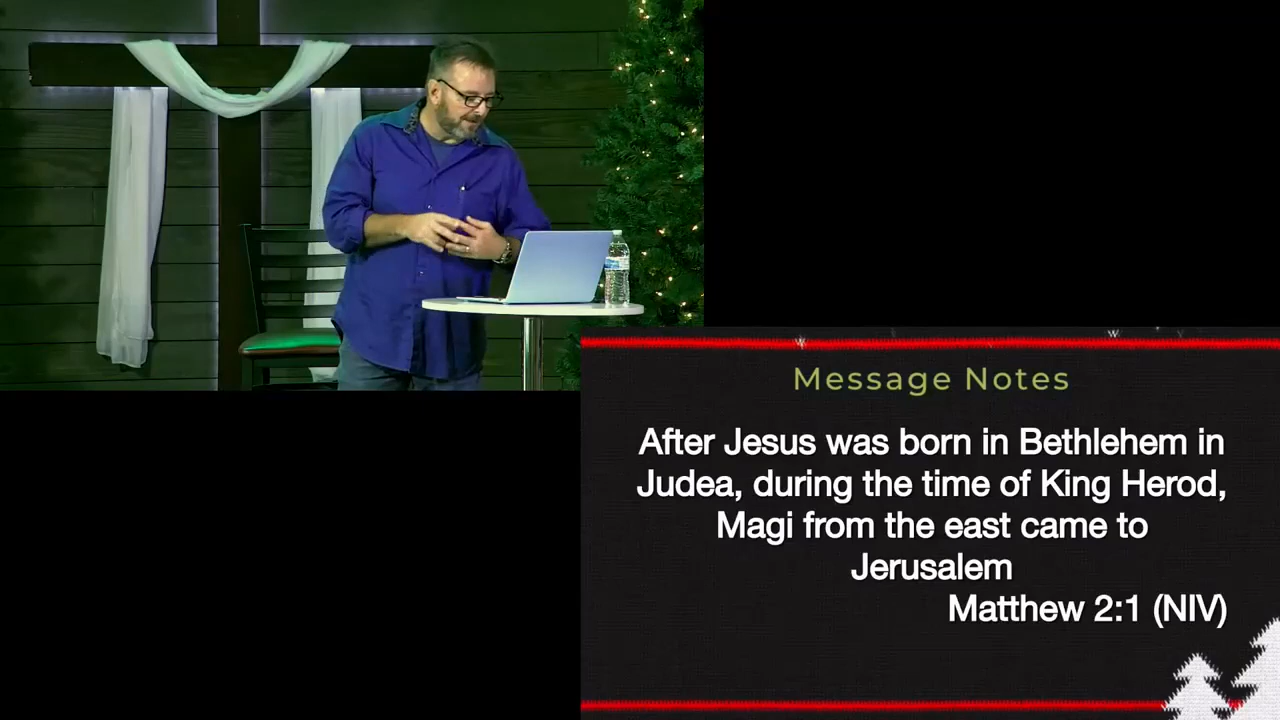 Message Notes
After Jesus was born in Bethlehem in
Judea, during the time of King Herod,
Magi from the east came to
Jerusalem
Matthew 2:1 (NIV)